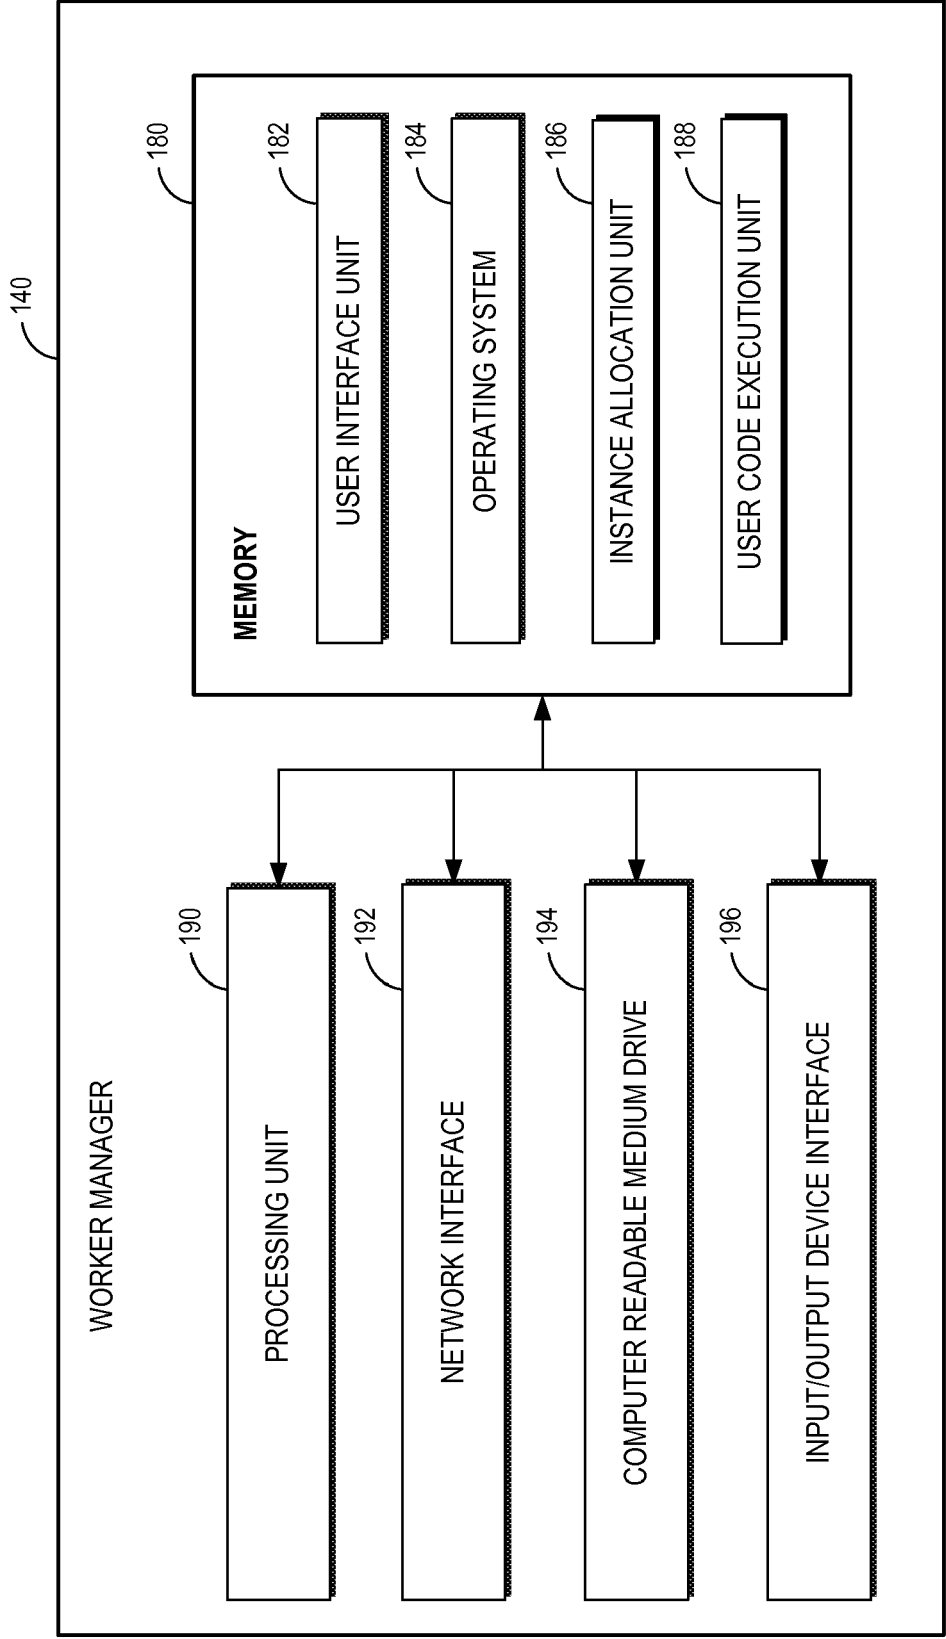 140
WORKER MANAGER
190
PROCESSING UNIT
192
NETWORK INTERFACE
194
COMPUTER READABLE MEDIUM DRIVE
196
INPUT/OUTPUT DEVICE INTERFACE
180
MEMORY
182
USER INTERFACE UNIT
184
OPERATING SYSTEM
186
INSTANCE ALLOCATION UNIT
188
USER CODE EXECUTION UNIT